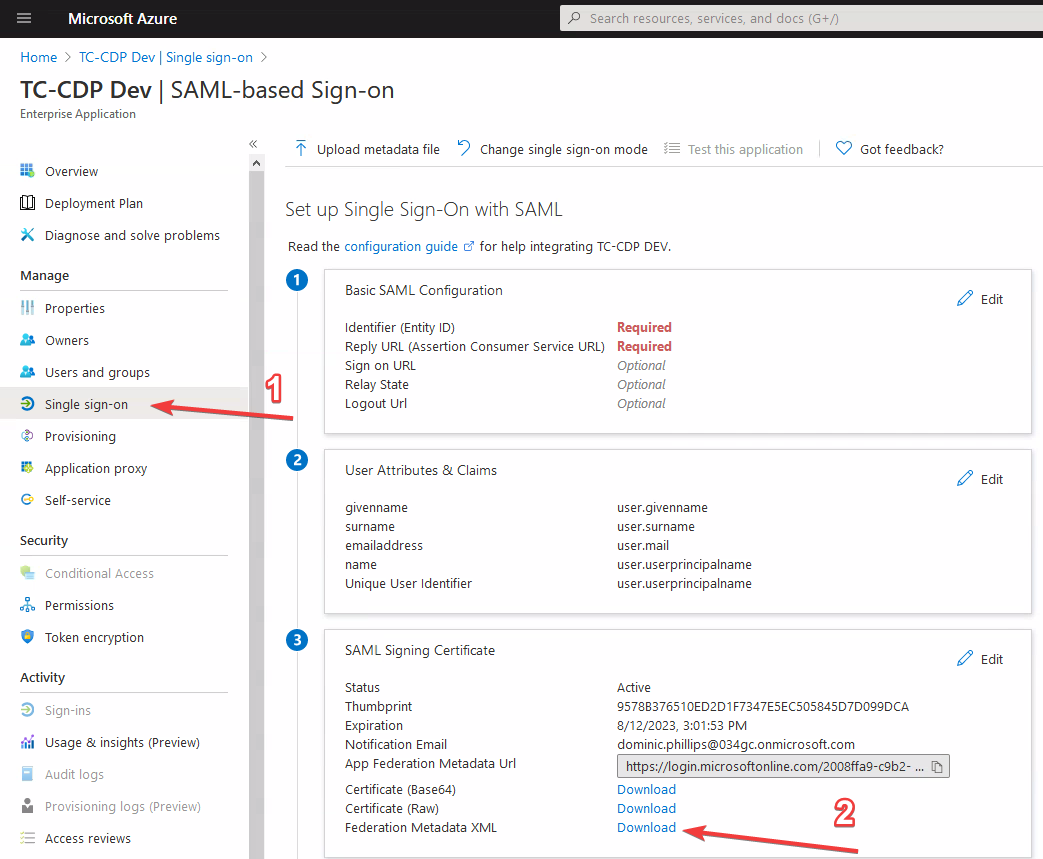 Microsoft Azure
Search resources, services, and docs (G+/)
Home > TC-CDP Dev | Single sign-on >
TC-CDP Dev | SAML-based Sign-on
Enterprise Application
«
Overview
Deployment Plan
Diagnose and solve problems
Manage
Properties
Owners
Users and groups
Single sign-on
Provisioning
Application proxy
Self-service
Security
Conditional Access
Permissions
Token encryption
Activity
Sign-ins
Usage & insights (Preview)
Audit logs
Provisioning logs (Preview)
Access reviews
1
Upload metadata file Change single sign-on mode Test this application Got feedback?
Set up Single Sign-On with SAML
Read the configuration guide for help integrating TC-CDP DEV.
1
Basic SAML Configuration
Edit
Identifier (Entity ID) Required
Reply URL (Assertion Consumer Service URL) Required
Sign on URL Optional
Relay State Optional
Logout Url Optional
2
User Attributes & Claims
Edit
givenname user.givenname
surname user.surname
emailaddress user.mail
name user.userprincipalname
Unique User Identifier user.userprincipalname
3
SAML Signing Certificate
Edit
Status Active
Thumbprint 9578B376510ED2D1F7347E5EC505845D7D099DCA
Expiration 8/12/2023, 3:01:53 PM
Notification Email dominic.phillips@034gc.onmicrosoft.com
App Federation Metadata Url https://login.microsoftonline.com/2008ffa9-c9b2- ...
Certificate (Base64) Download
Certificate (Raw) Download
Federation Metadata XML Download
2